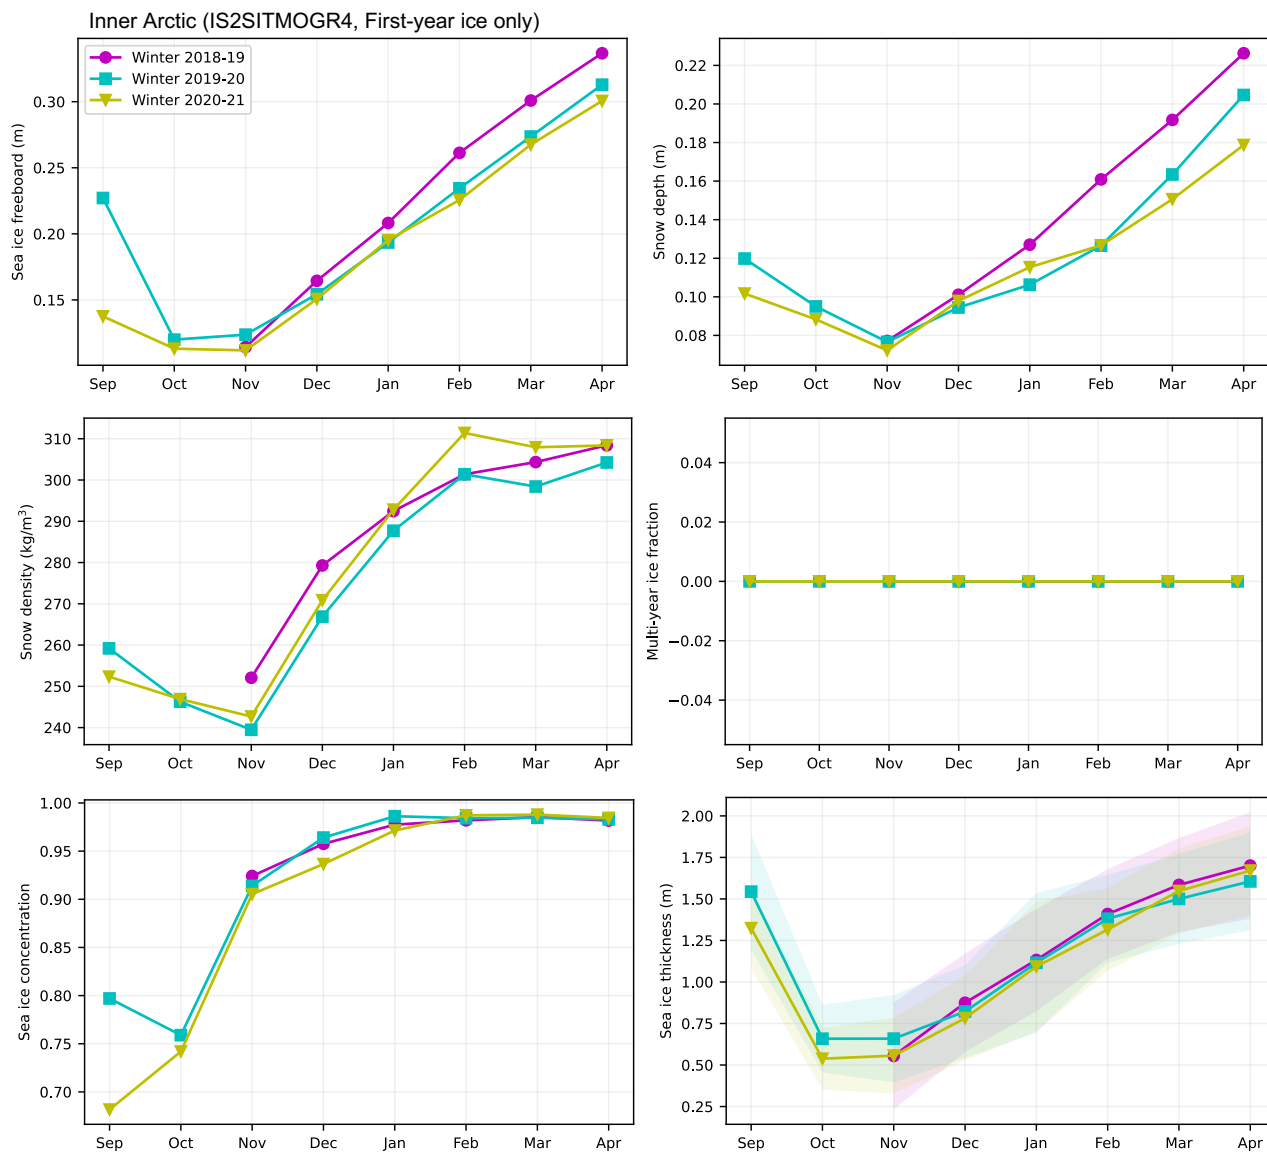 Inner Arctic (IS2SITMOGR4, First-year ice only)
Winter 2018-19
Winter 2019-20
Winter 2020-21
Sea ice freeboard (m)
0.30
0.25
0.20
0.15
Sep Oct Nov Dec Jan Feb Mar Apr
Snow depth (m)
0.22
0.20
0.18
0.16
0.14
0.12
0.10
0.08
Sep Oct Nov Dec Jan Feb Mar Apr
Snow density (kg/m³)
310
300
290
280
270
260
250
240
Sep Oct Nov Dec Jan Feb Mar Apr
Multi-year ice fraction
0.04
0.02
0.00
−0.02
−0.04
Sep Oct Nov Dec Jan Feb Mar Apr
Sea ice concentration
1.00
0.95
0.90
0.85
0.80
0.75
0.70
Sep Oct Nov Dec Jan Feb Mar Apr
Sea ice thickness (m)
2.00
1.75
1.50
1.25
1.00
0.75
0.50
0.25
Sep Oct Nov Dec Jan Feb Mar Apr